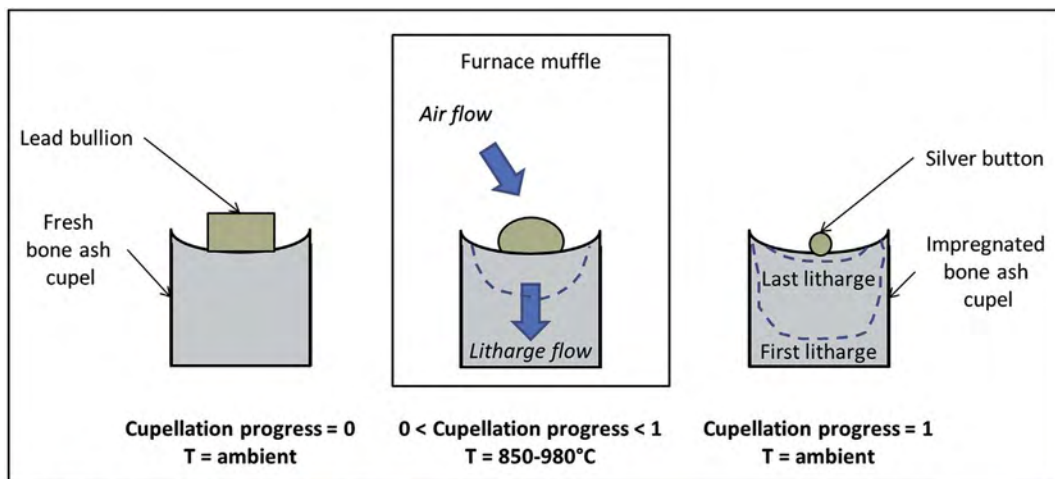 Furnace muffle
Air flow
Lead bullion
Silver button
Fresh
bone ash
cupel
Impregnated
bone ash
cupel
Last litharge
Litharge flow
First litharge
Cupellation progress = 0
T = ambient
0 < Cupellation progress < 1
T = 850-980°C
Cupellation progress = 1
T = ambient